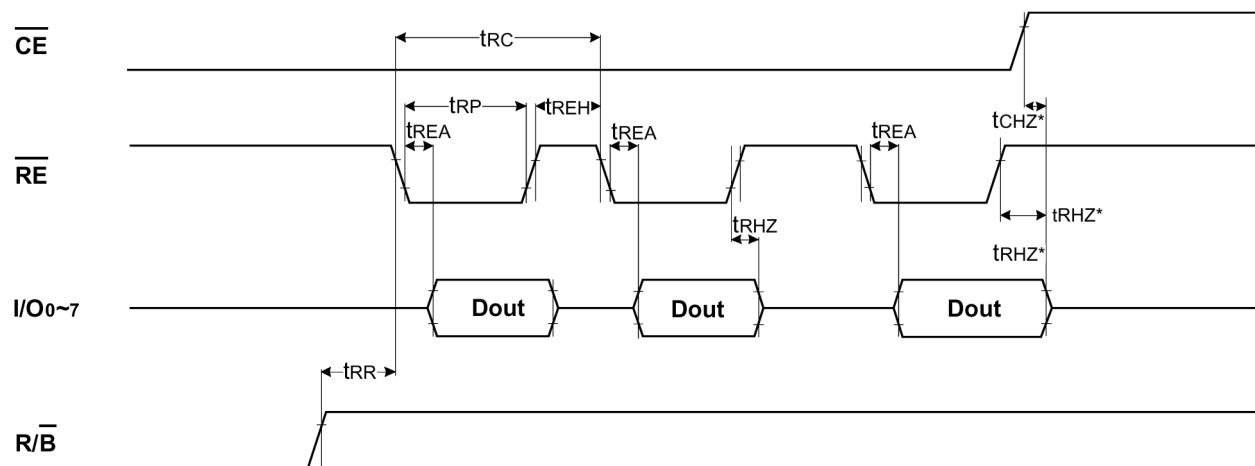 CE
tRC
tRP
tREH
tCHZ*
tREA
tREA
tREA
RE
tRHZ
tRHZ*
tRHZ*
I/O0~7
Dout
Dout
Dout
tRR
R/B